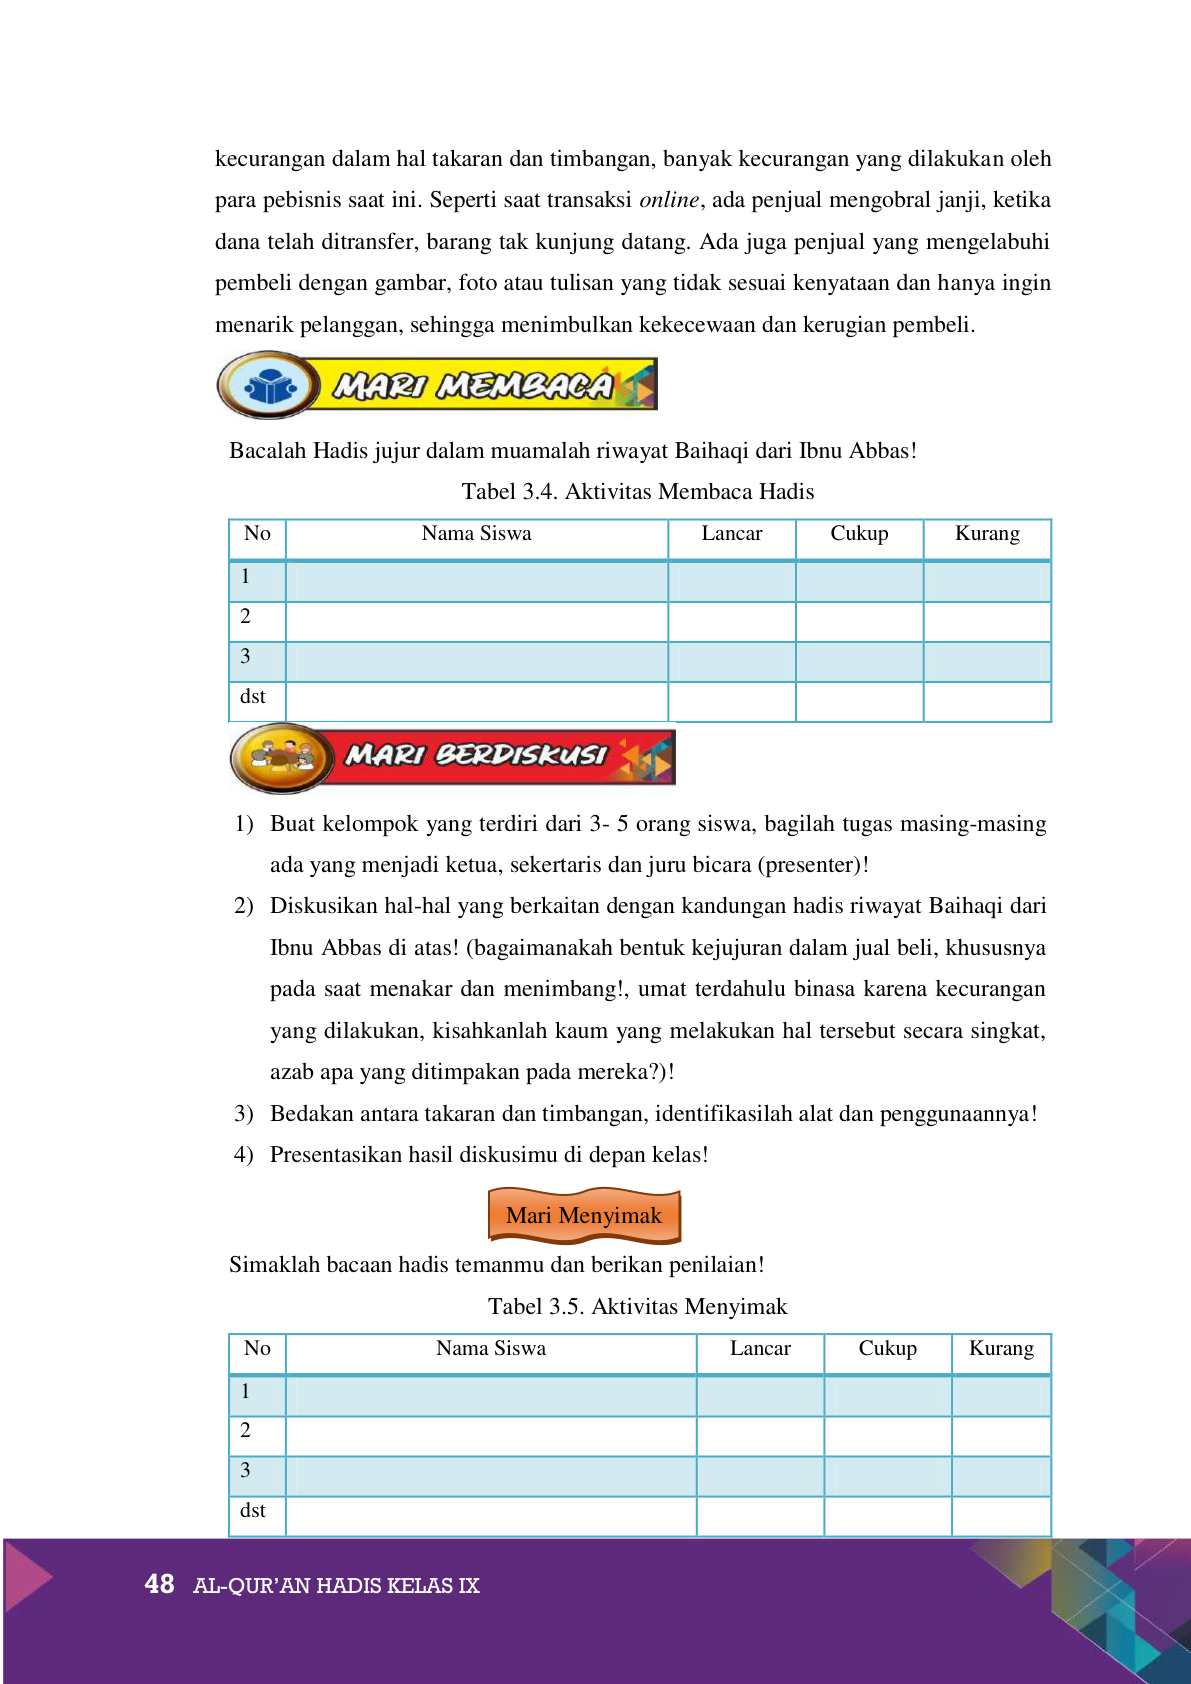 kecurangan dalam hal takaran dan timbangan, banyak kecurangan yang dilakukan oleh
para pebisnis saat ini. Seperti saat transaksi online, ada penjual mengobral janji, ketika
dana telah ditransfer, barang tak kunjung datang. Ada juga penjual yang mengelabuhi
pembeli dengan gambar, foto atau tulisan yang tidak sesuai kenyataan dan hanya ingin
menarik pelanggan, sehingga menimbulkan kekecewaan dan kerugian pembeli.
MARI MEMBACA
Bacalah Hadis jujur dalam muamalah riwayat Baihaqi dari Ibnu Abbas!
Tabel 3.4. Aktivitas Membaca Hadis
No Nama Siswa Lancar Cukup Kurang
1
2
3
dst
MARI BERDISKUSI
1) Buat kelompok yang terdiri dari 3- 5 orang siswa, bagilah tugas masing-masing
ada yang menjadi ketua, sekertaris dan juru bicara (presenter)!
2) Diskusikan hal-hal yang berkaitan dengan kandungan hadis riwayat Baihaqi dari
Ibnu Abbas di atas! (bagaimanakah bentuk kejujuran dalam jual beli, khususnya
pada saat menakar dan menimbang!, umat terdahulu binasa karena kecurangan
yang dilakukan, kisahkanlah kaum yang melakukan hal tersebut secara singkat,
azab apa yang ditimpakan pada mereka?)!
3) Bedakan antara takaran dan timbangan, identifikasilah alat dan penggunaannya!
4) Presentasikan hasil diskusimu di depan kelas!
Mari Menyimak
Simaklah bacaan hadis temanmu dan berikan penilaian!
Tabel 3.5. Aktivitas Menyimak
No Nama Siswa Lancar Cukup Kurang
1
2
3
dst
48 AL-QUR’AN HADIS KELAS IX